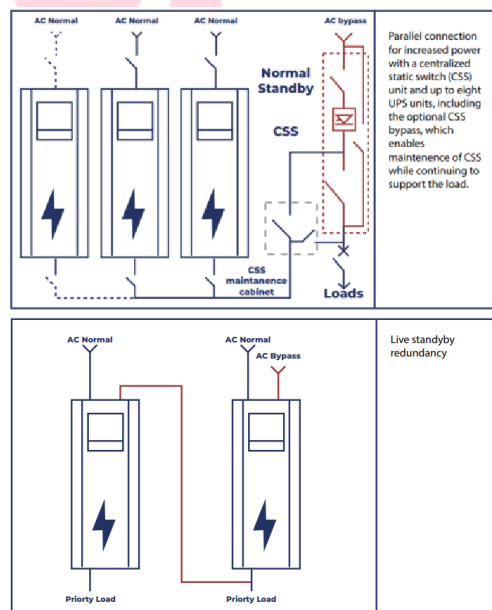 AC Normal
AC Normal
AC Normal
AC bypass
Normal
Standby
CSS
CSS
maintanence
cabinet
Loads
Parallel connection
for increased power
with a centralized
static switch (CSS)
unit and up to eight
UPS units, including
the optional CSS
bypass, which
enables
maintenence of CSS
while continuing to
support the load.
AC Normal
AC Normal
AC Bypass
Priorty Load
Priorty Load
Live standyby
redundancy